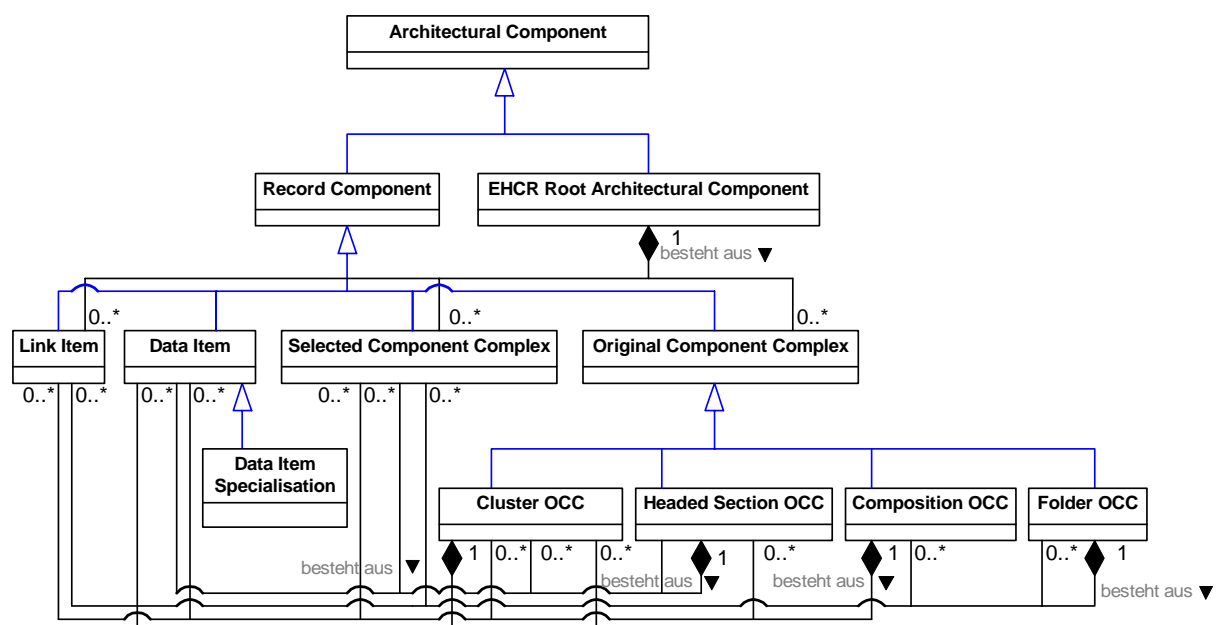 Architectural Component
Record Component
EHCR Root Architectural Component
1
besteht aus ▼
0..*
0..*
0..*
Link Item
Data Item
Selected Component Complex
Original Component Complex
0..*
0..*
0..*
0..*
0..*
0..*
0..*
Data Item
Specialisation
Cluster OCC
Headed Section OCC
Composition OCC
Folder OCC
1
0..*
0..*
0..*
1
0..*
1
0..*
0..*
1
besteht aus ▼
besteht aus ▼
besteht aus ▼
besteht aus ▼